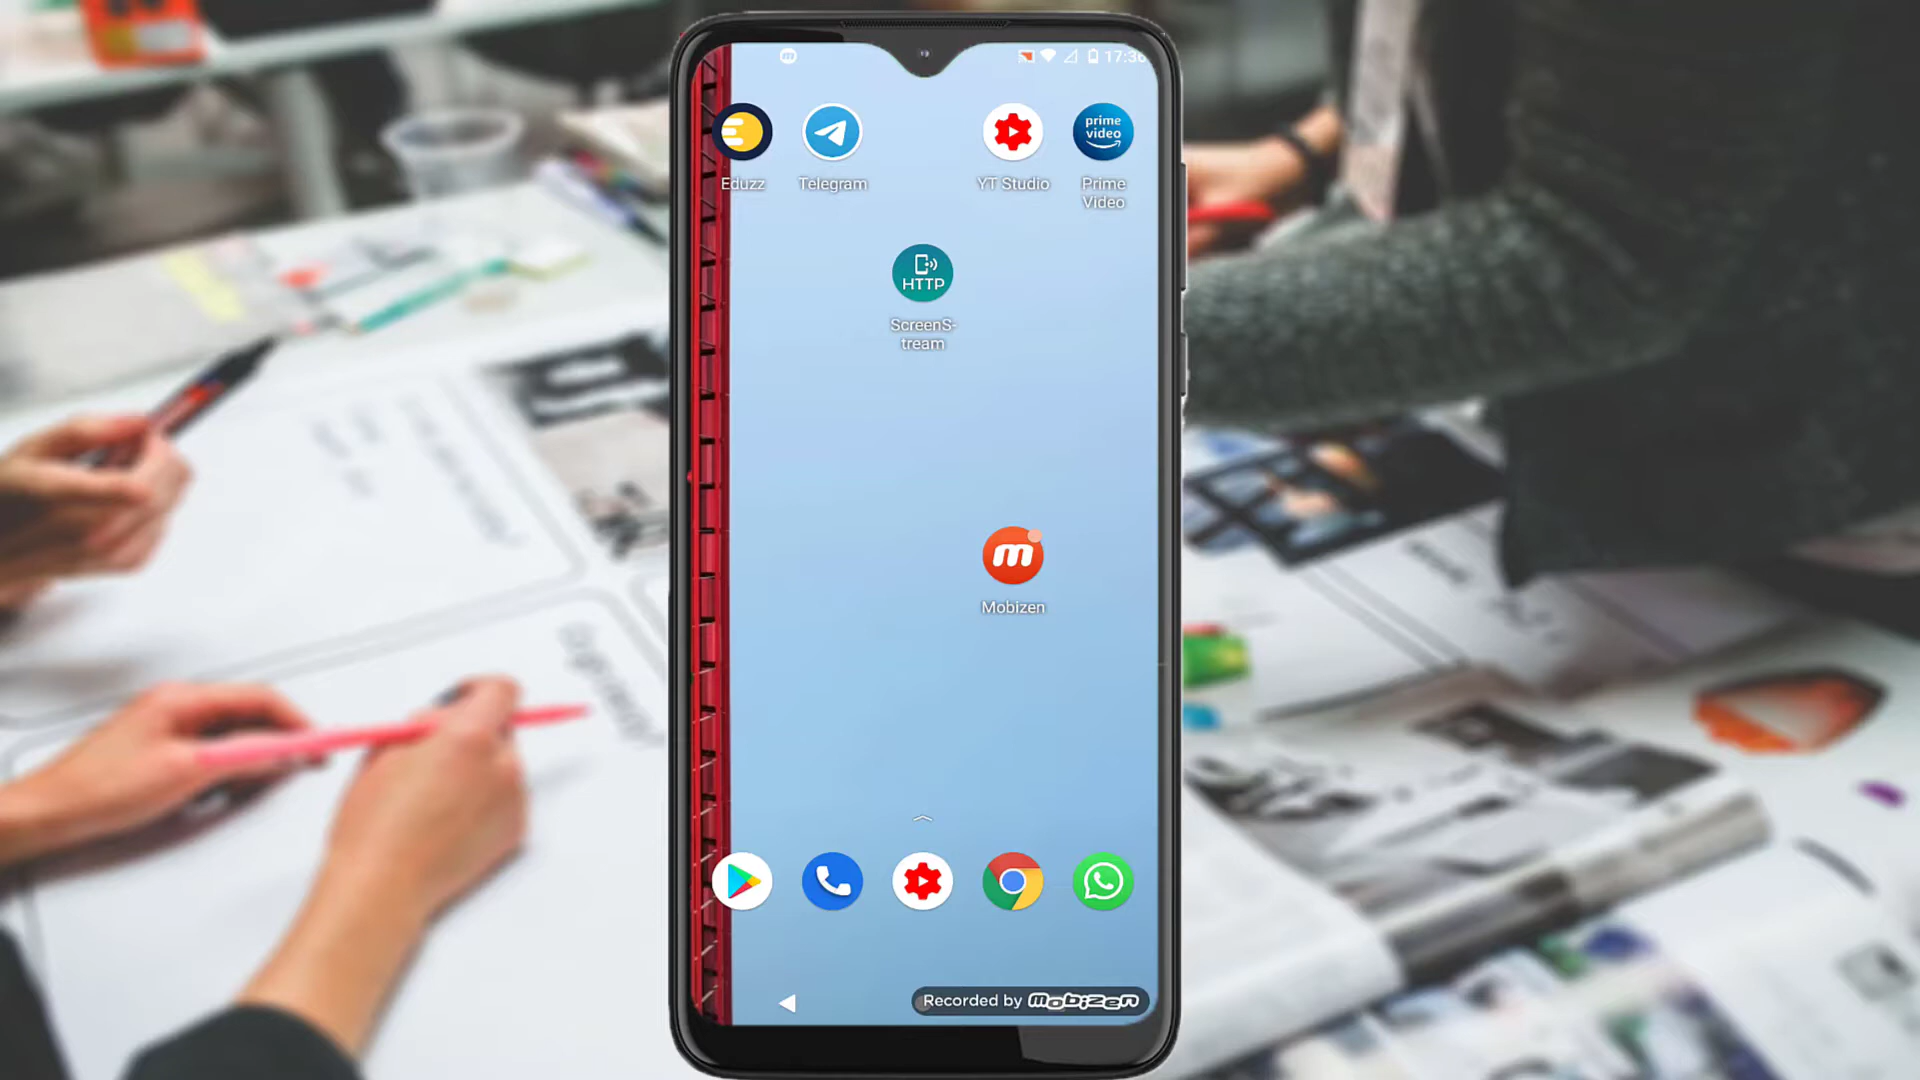 17:36
prime
video
Eduzz
Telegram
YT Studio
Prime
Video
HTTP
ScreenS-
tream
m
Mobizen
Recorded by mobizen